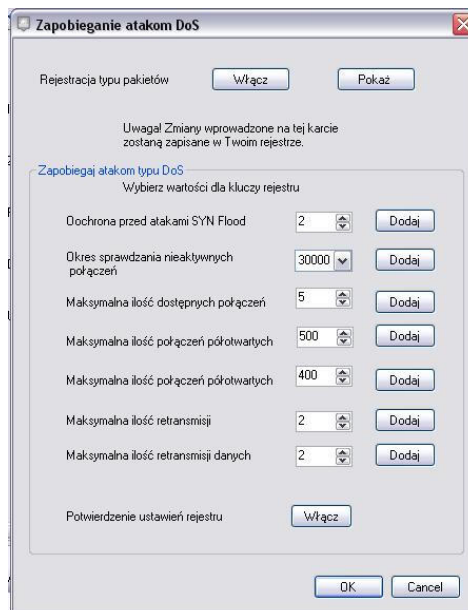 Zapobieganie atakom DoS
Rejestracja typu pakietów Włącz Pokaż
Uwaga! Zmiany wprowadzone na tej karcie
zostaną zapisane w Twoim rejestrze.
Zapobiegaj atakom typu DoS
Wybierz wartości dla kluczy rejestru
Oochrona przed atakami SYN Flood 2 Dodaj
Okres sprawdzania nieaktywnych
połączeń 30000 Dodaj
Maksymalna ilość dostępnych połączeń 5 Dodaj
Maksymalna ilość połączeń półotwartych 500 Dodaj
Maksymalna ilość połączeń półotwartych 400 Dodaj
Maksymalna ilość retransmisji 2 Dodaj
Maksymalna ilość retransmisji danych 2 Dodaj
Potwierdzenie ustawień rejestru Włącz
OK Cancel